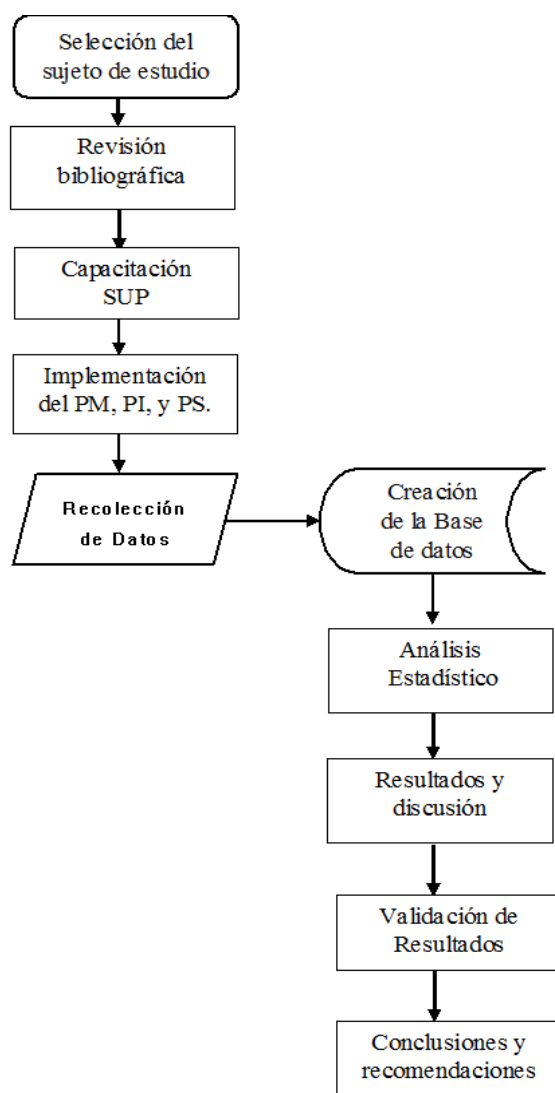 Selección del
sujeto de estudio
Revisión
bibliográfica
Capacitación
SUP
Implementación
del PM, PI, y PS.
Recolección
de Datos
Creación
de la Base
de datos
Análisis
Estadístico
Resultados y
discusión
Validación de
Resultados
Conclusiones y
recomendaciones